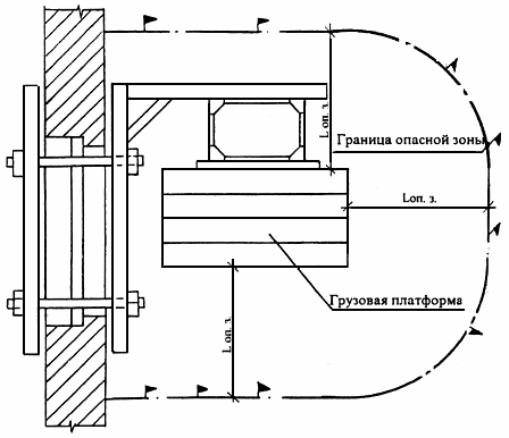 L оп. з.
Граница опасной зоны
Lоп. з.
Грузовая платформа
L оп. з.